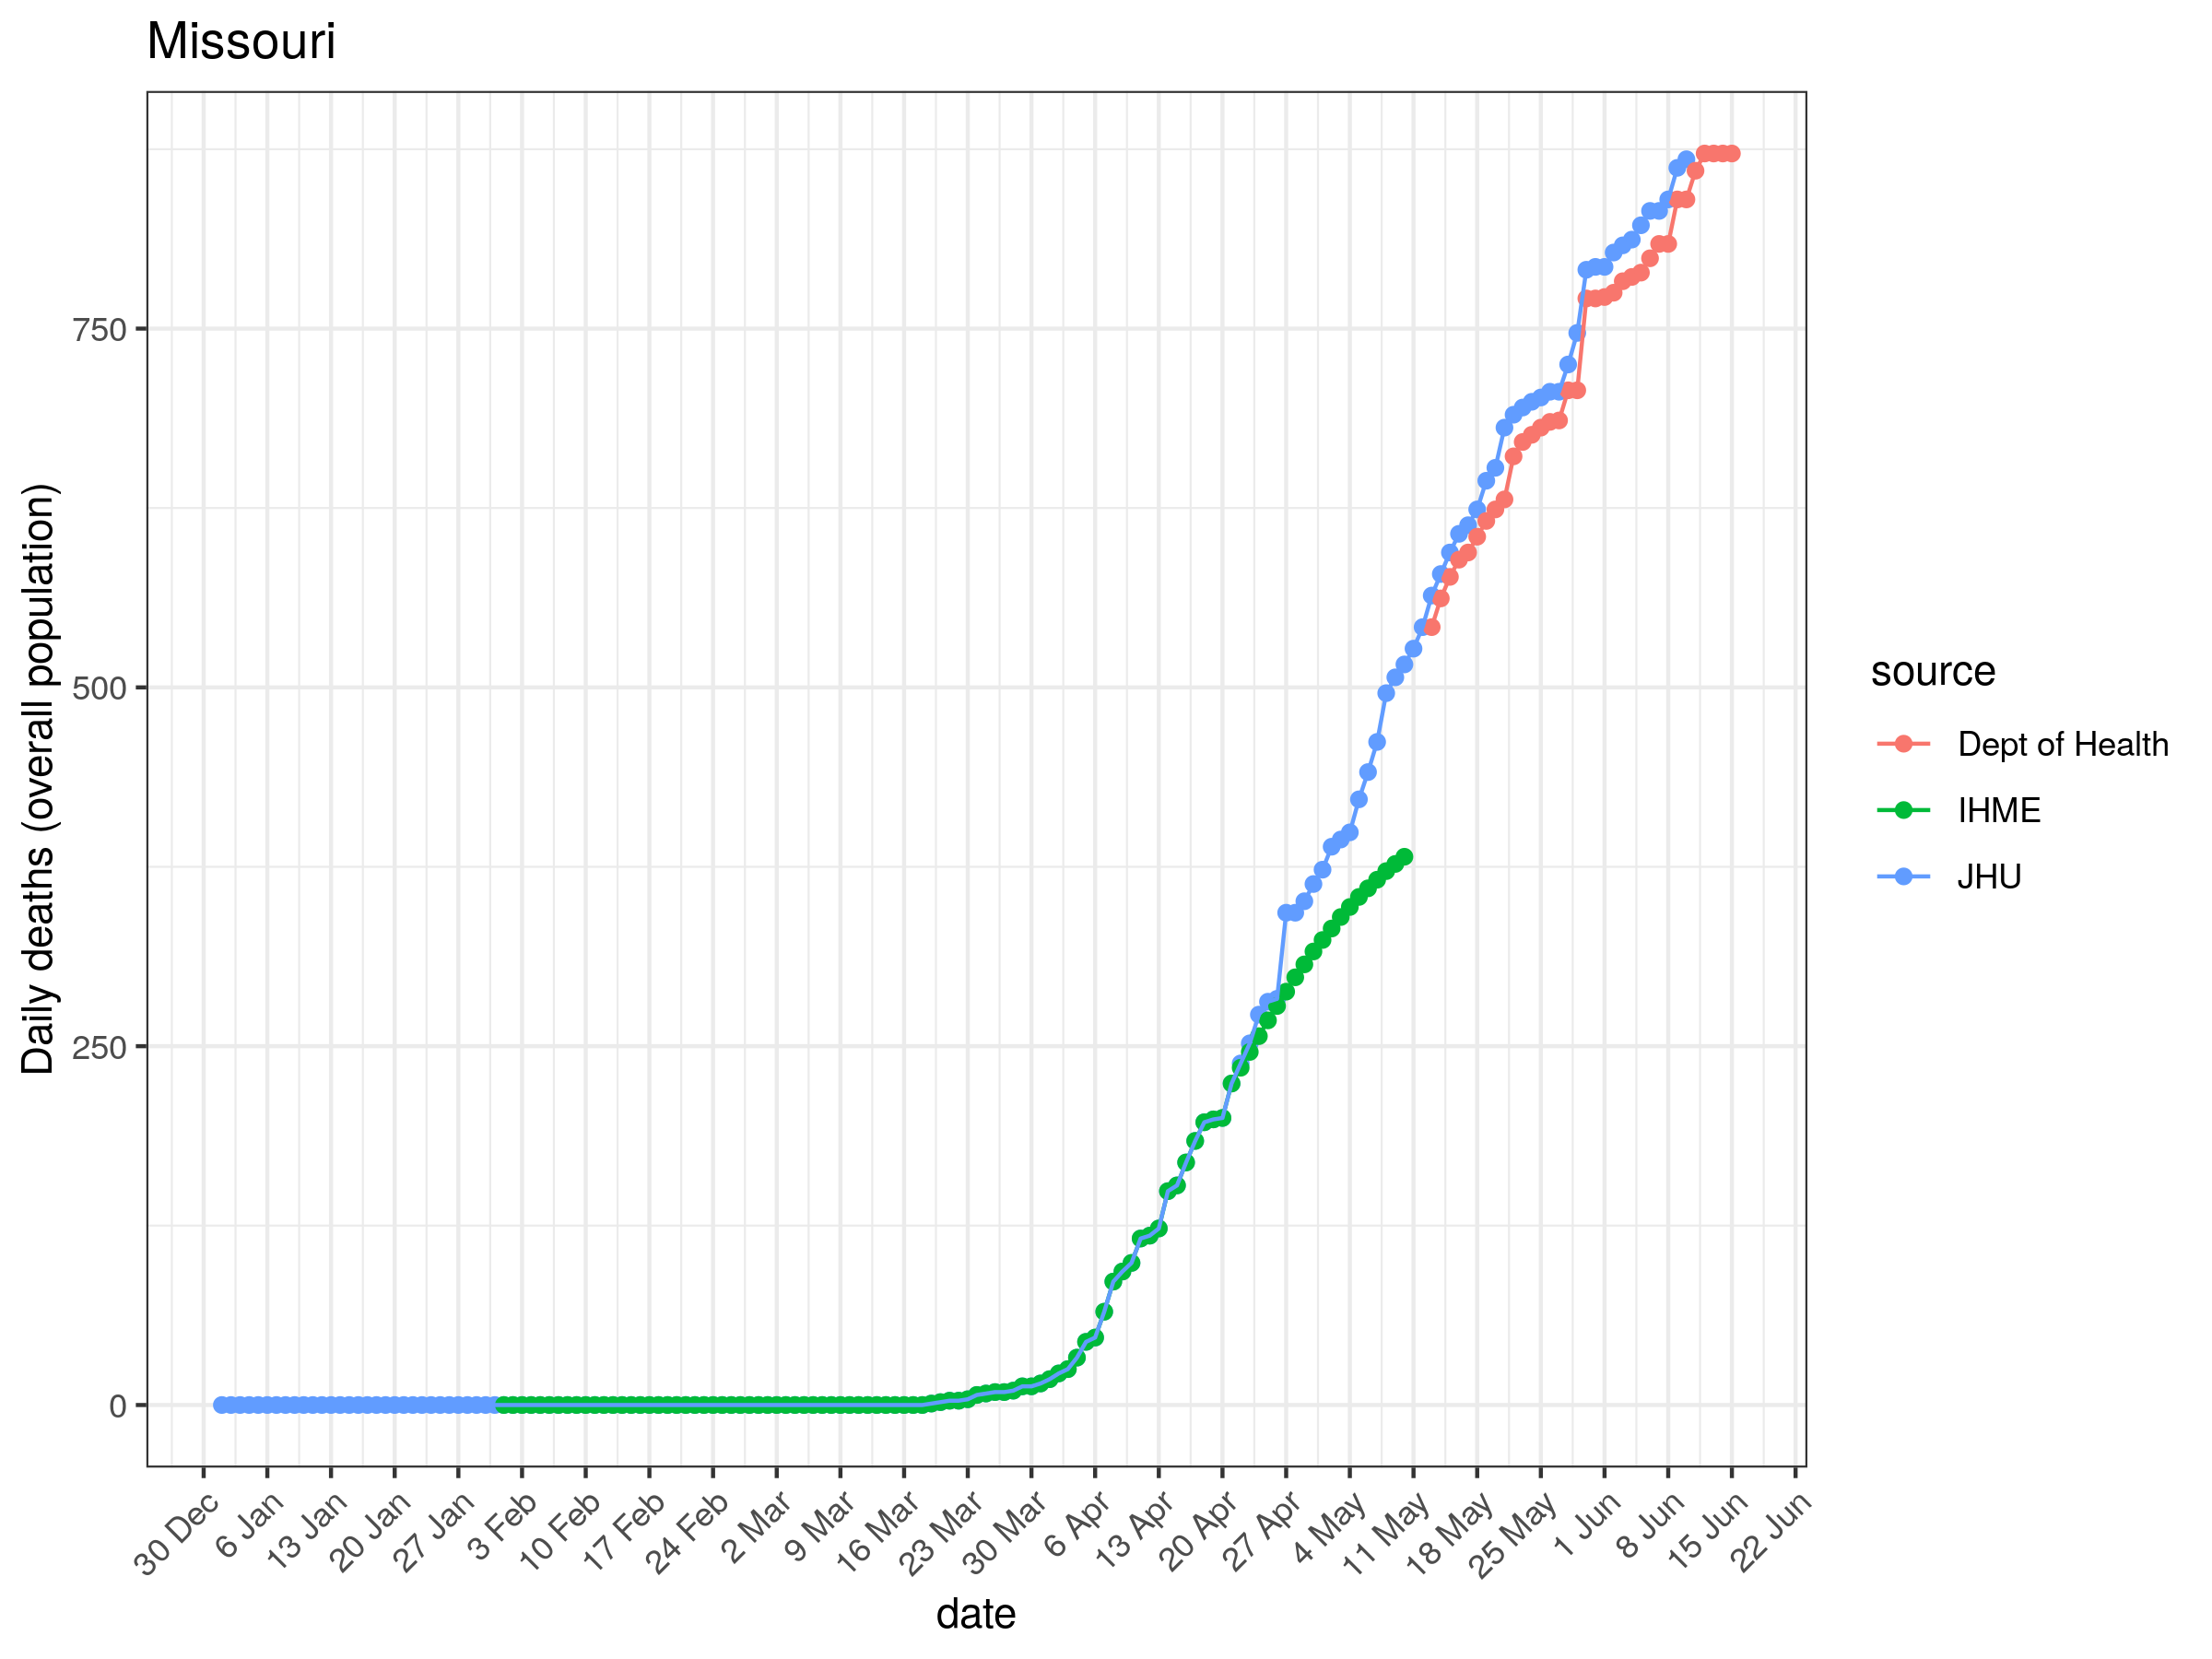 Missouri
Daily deaths (overall population)
750
500
250
0
30 Dec
6 Jan
13 Jan
20 Jan
27 Jan
3 Feb
10 Feb
17 Feb
24 Feb
2 Mar
9 Mar
16 Mar
23 Mar
30 Mar
6 Apr
13 Apr
20 Apr
27 Apr
4 May
11 May
18 May
25 May
1 Jun
8 Jun
15 Jun
22 Jun
date
source
Dept of Health
IHME
JHU